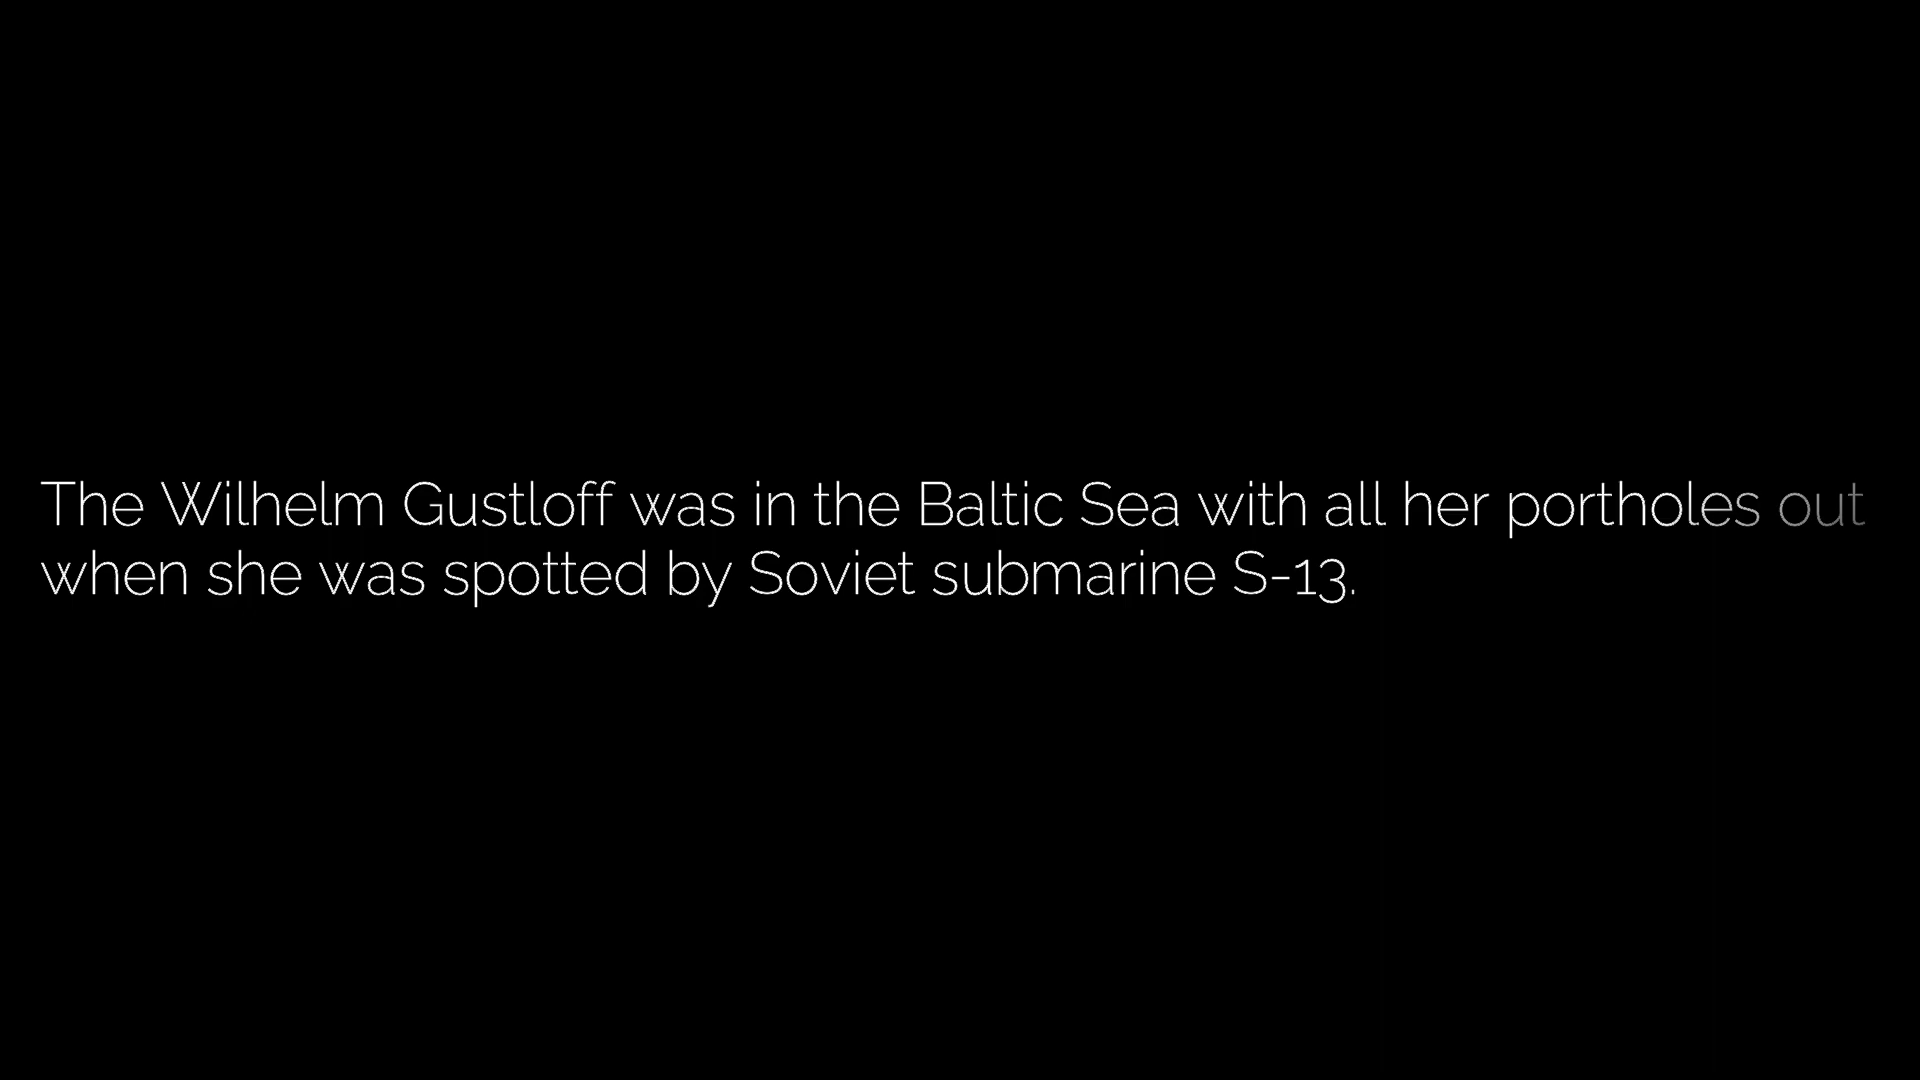 The Wilhelm Gustloff was in the Baltic Sea with all her portholes out
when she was spotted by Soviet submarine S-13.